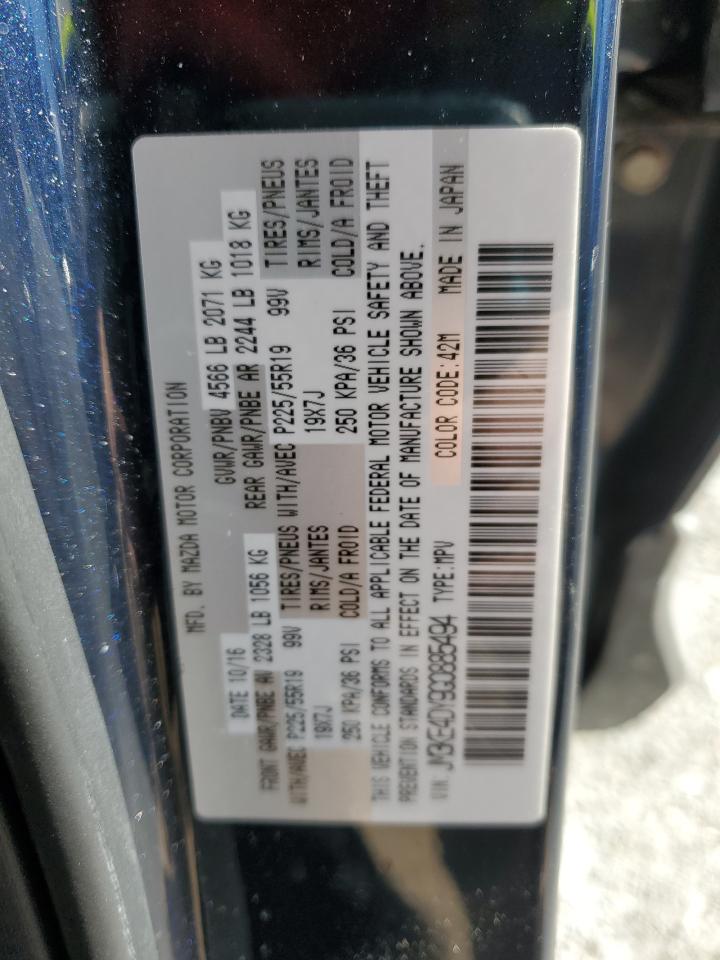 MFD. BY MAZDA MOTOR CORPORATION
DATE 10/16 GVWR/PNBV 4566 LB 2071 KG
FRONT GAWR/PNBE AV 2328 LB 1056 KG REAR GAWR/PNBE AR 2244 LB 1018 KG
WITH/AVEC P225/55R19 99V TIRES/PNEUS WITH/AVEC P225/55R19 99V TIRES/PNEUS
19X7J RIMS/JANTES 19X7J RIMS/JANTES
250 KPA/36 PSI COLD/A FROID 250 KPA/36 PSI COLD/A FROID
THIS VEHICLE CONFORMS TO ALL APPLICABLE FEDERAL MOTOR VEHICLE SAFETY AND THEFT
PREVENTION STANDARDS IN EFFECT ON THE DATE OF MANUFACTURE SHOWN ABOVE.
VIN: JM3KE4DY9G0885494 TYPE:MPV COLOR CODE:42M MADE IN JAPAN